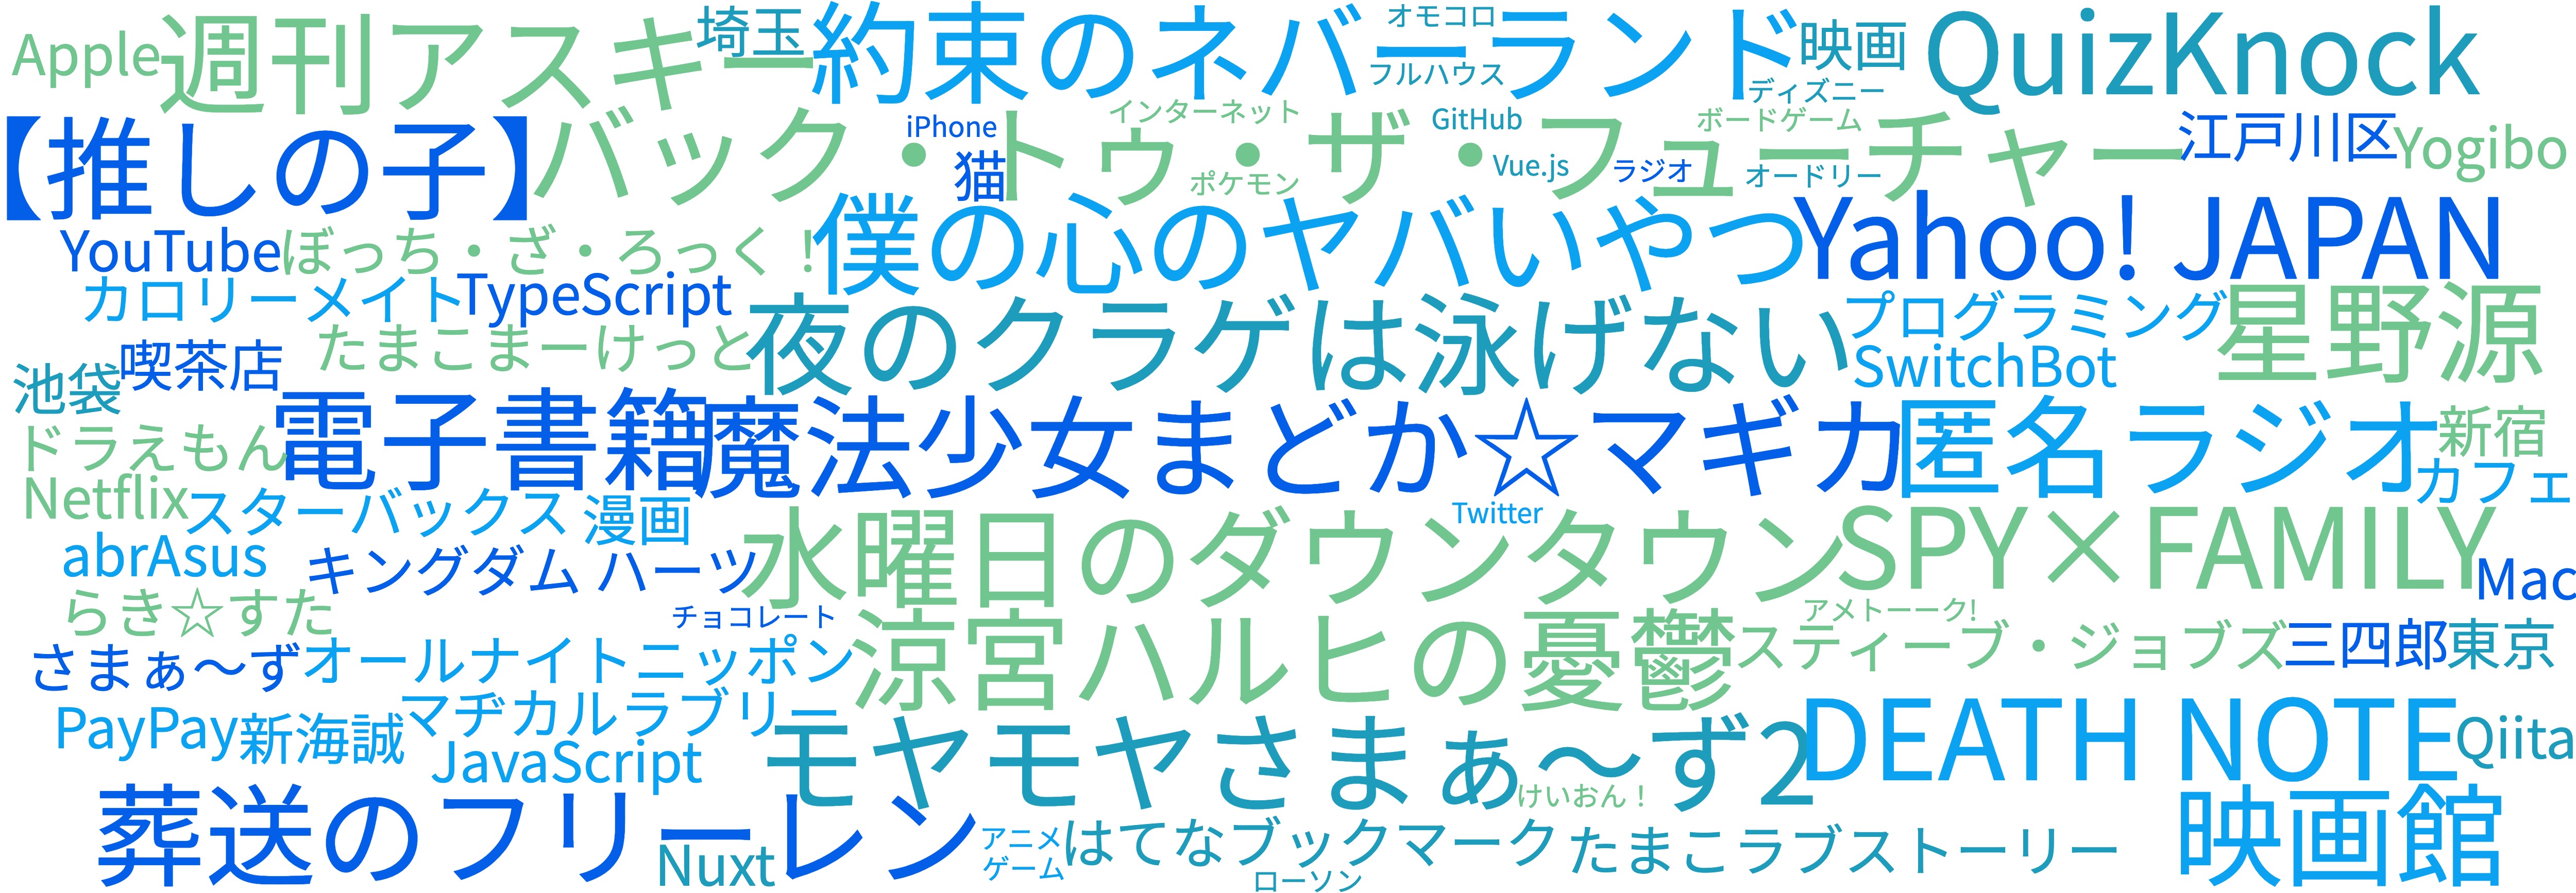 Apple
週刊アスキー
埼玉
約束のネバーランド
オモコロ
フルハウス
映画
ディズニー
QuizKnock
【推しの子】
バック・トゥ・ザ・フューチャー
iPhone
猫
インターネット
ポケモン
GitHub
Vue.js
ラジオ
ボードゲーム
オードリー
江戸川区
Yogibo
YouTube
ぼっち・ざ・ろっく！
僕の心のヤバいやつ
Yahoo! JAPAN
カロリーメイト
TypeScript
たまこまーけっと
夜のクラゲは泳げない
プログラミング
SwitchBot
星野源
池袋
喫茶店
ドラえもん
電子書籍
魔法少女まどか☆マギカ
匿名ラジオ
新宿
カフェ
Netflix
スターバックス
漫画
Twitter
abrAsus
キングダム ハーツ
水曜日のダウンタウン
SPY×FAMILY
Mac
らき☆すた
チョコレート
アメトーーク!
さまぁ〜ず
オールナイトニッポン
涼宮ハルヒの憂鬱
スティーブ・ジョブズ
三四郎
東京
PayPay
新海誠
マヂカルラブリー
JavaScript
モヤモヤさまぁ〜ず2
けいおん！
DEATH NOTE
Qiita
葬送のフリーレン
Nuxt
アニメ
ゲーム
はてなブックマーク
ローソン
たまこラブストーリー
映画館